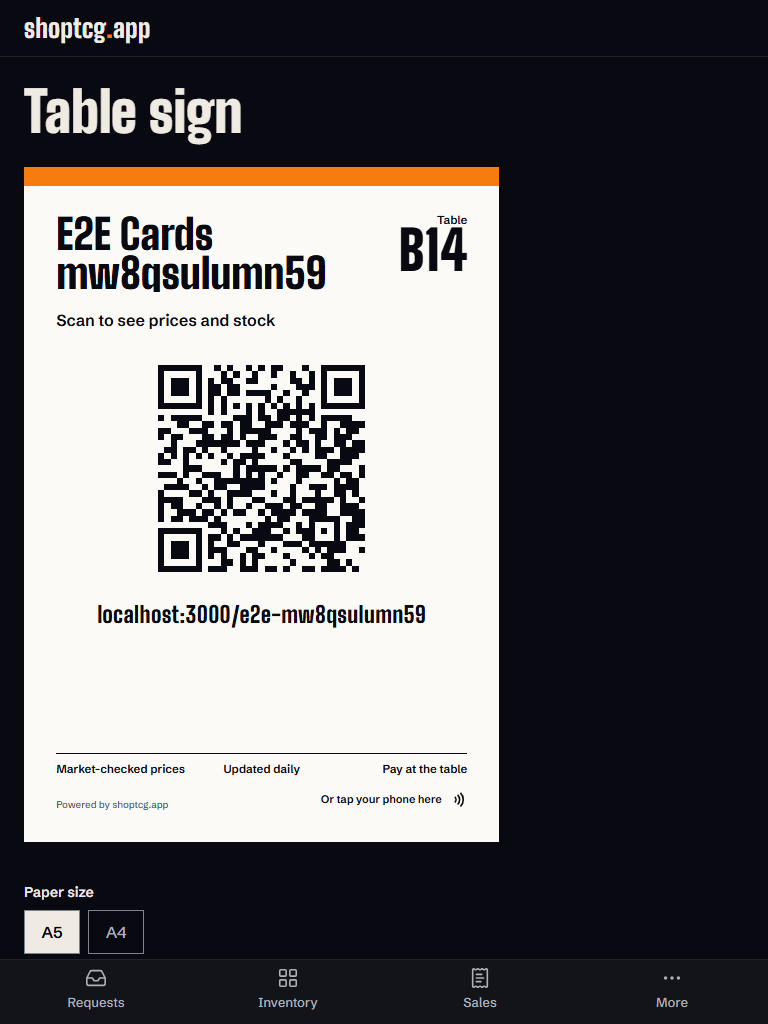 shoptcg.app
Table sign
E2E Cards
mw8qsulumn59
Table
B14
Scan to see prices and stock
localhost:3000/e2e-mw8qsulumn59
Market-checked prices
Updated daily
Pay at the table
Powered by shoptcg.app
Or tap your phone here
Paper size
A5
A4
Requests
Inventory
Sales
More